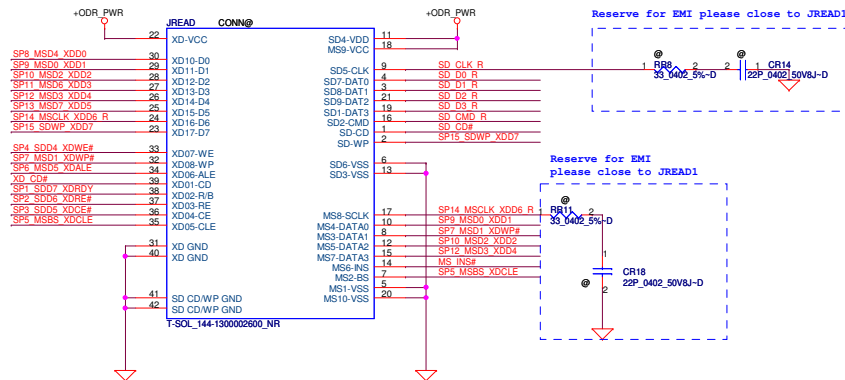 +ODR_PWR
JREAD CONN@
+ODR_PWR
Reserve for EMI please close to JREAD1
22 XD-VCC
SD4-VDD 11
MS9-VCC 18
SP8_MSD4_XDD0 30 XD10-D0
SP9_MSD0_XDD1 29 XD11-D1
SP10_MSD2_XDD2 28 XD12-D2
SP11_MSD6_XDD3 27 XD13-D3
SP12_MSD3_XDD4 26 XD14-D4
SP13_MSD7_XDD5 25 XD15-D5
SP14_MSCLK_XDD6_R 24 XD16-D6
SP15_SDWP_XDD7 23 XD17-D7
SD5-CLK 9 SD_CLK_R
SD7-DAT0 4 SD_D0_R
SD8-DAT1 3 SD_D1_R
SD9-DAT2 21 SD_D2_R
SD1-DAT3 19 SD_D3_R
SD2-CMD 16 SD_CMD_R
SD-CD 1 SD_CD#
SD-WP 2 SP15_SDWP_XDD7
1 @ RR8 2
33_0402_5%~D
2 @ 1 CR14
22P_0402_50V8J~D
SP4_SDD4_XDWE# 33 XD07-WE
SP7_MSD1_XDWP# 32 XD08-WP
SP6_MSD5_XDALE 34 XD06-ALE
XD_CD# 39 XD01-CD
SP1_SDD7_XDRDY 38 XD02-R/B
SP2_SDD6_XDRE# 37 XD03-RE
SP3_SDD5_XDCE# 36 XD04-CE
SP5_MSBS_XDCLE 35 XD05-CLE
SD6-VSS 6
SD3-VSS 13
Reserve for EMI
please close to JREAD1
MS8-SCLK 17 SP14_MSCLK_XDD6_R
MS4-DATA0 10 SP9_MSD0_XDD1
MS3-DATA1 8 SP7_MSD1_XDWP#
MS5-DATA2 12 SP10_MSD2_XDD2
MS7-DATA3 15 SP12_MSD3_XDD4
MS6-INS 14 MS_INS#
MS2-BS 7 SP5_MSBS_XDCLE
MS1-VSS 5
MS10-VSS 20
@
1 RR11 2
33_0402_5%~D
1
CR18
@
22P_0402_50V8J~D
2
31 XD GND
40 XD GND
41 SD CD/WP GND
42 SD CD/WP GND
T-SOL_144-1300002600_NR